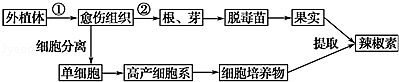 外植体 ① 愈伤组织 ② 根、芽 脱毒苗 果实
细胞分离 提取 辣椒素
单细胞 高产细胞系 细胞培养物